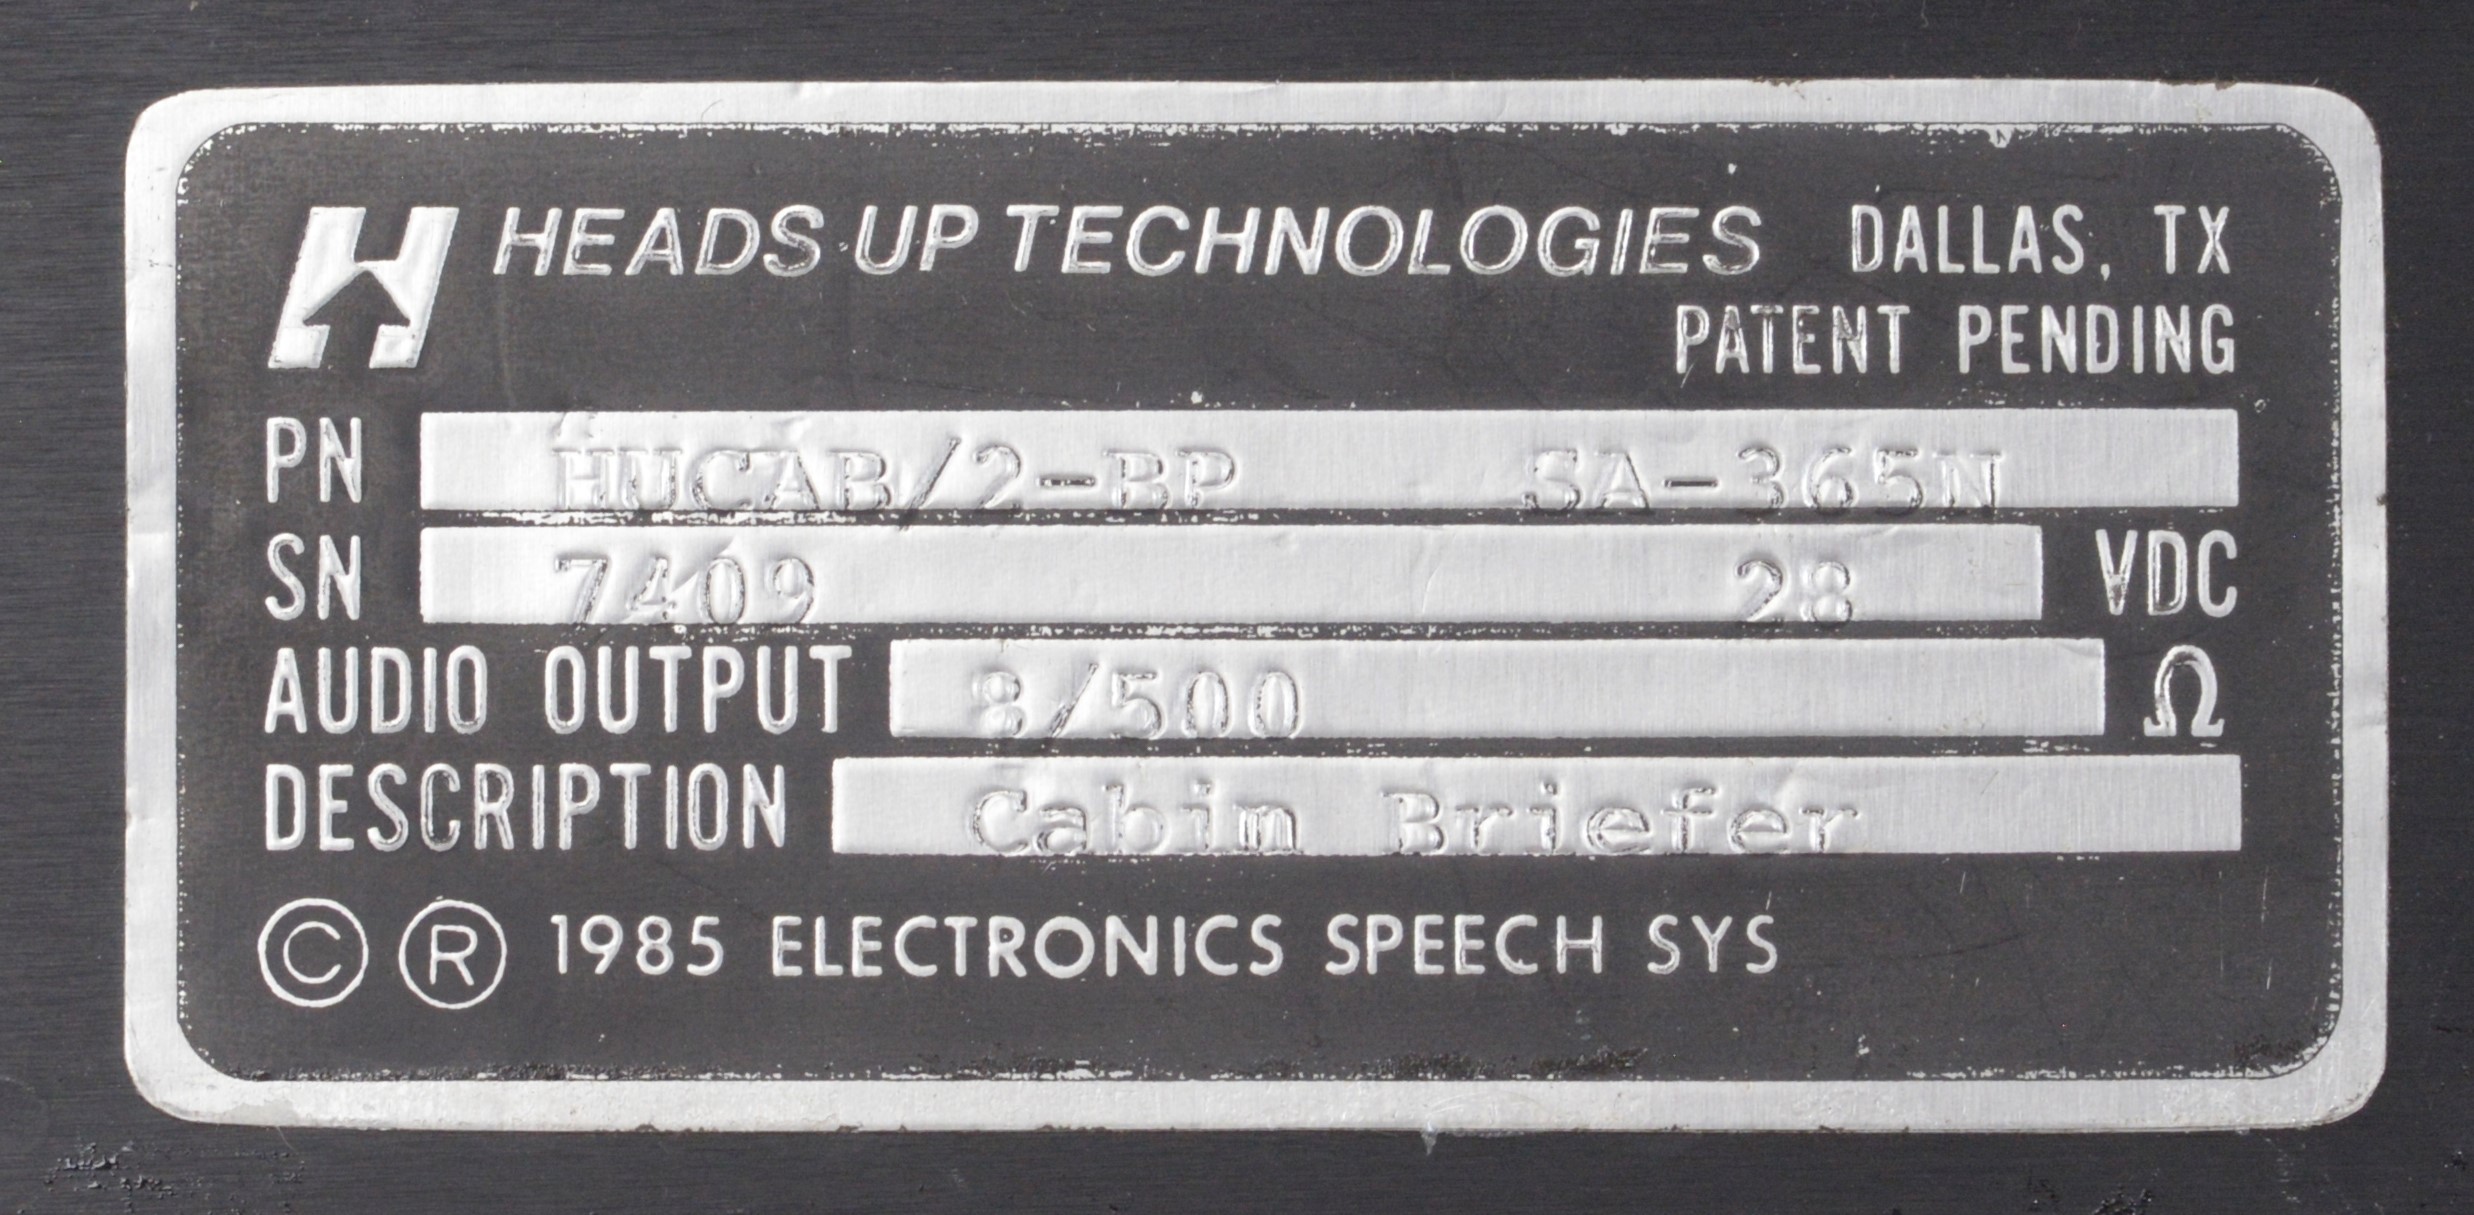 HEADS UP TECHNOLOGIES DALLAS, TX
PATENT PENDING
PN HUCAB/2-BP SA-365N
SN 7409 28 VDC
AUDIO OUTPUT 8/500 Ω
DESCRIPTION Cabin Briefer
© ® 1985 ELECTRONICS SPEECH SYS